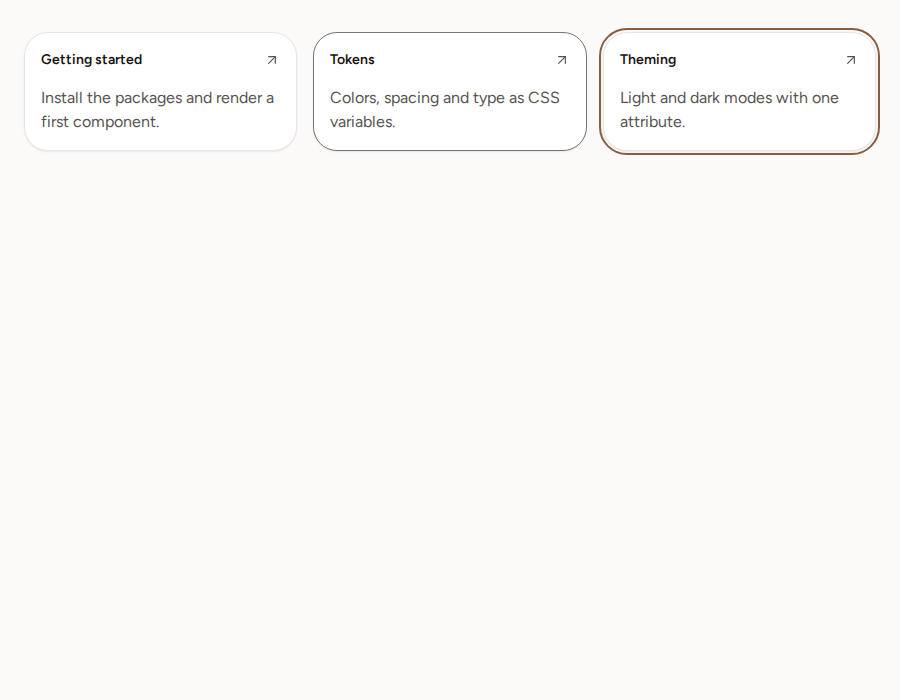 Getting started
Install the packages and render a
first component.
Tokens
Colors, spacing and type as CSS
variables.
Theming
Light and dark modes with one
attribute.